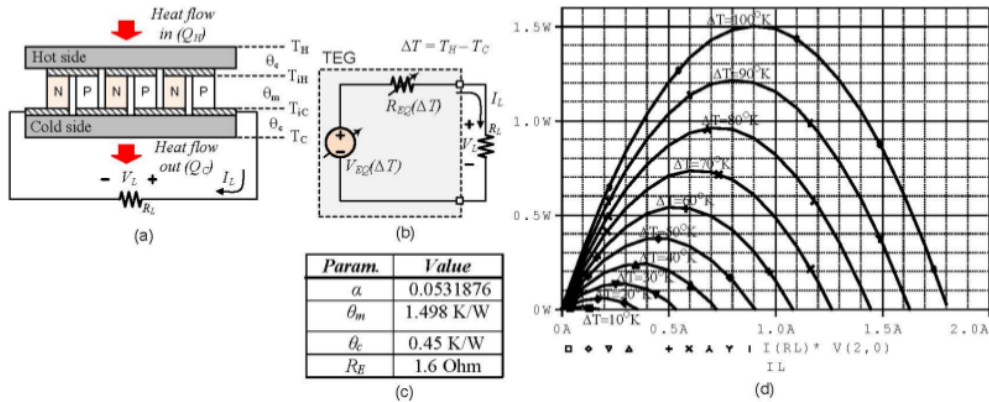 Heat flow
in (Q_H)
Hot side
T_H
θ_c
T_iH
N P N P N P
θ_m
T_iC
Cold side
θ_c
T_C
Heat flow
out (Q_C)
- V_L +
I_L
R_L
(a)
TEG
ΔT = T_H – T_C
R_EQ(ΔT)
I_L
+
V_L
-
R_L
+
-
V_EQ(ΔT)
(b)
Param. Value
α 0.0531876
θ_m 1.498 K/W
θ_c 0.45 K/W
R_E 1.6 Ohm
(c)
1.5W
1.0W
0.5W
0W
ΔT=100°K
ΔT=90°K
ΔT=80°K
ΔT=70°K
ΔT=60°K
ΔT=50°K
ΔT=40°K
ΔT=30°K
ΔT=20°K
ΔT=10°K
0A 0.5A 1.0A 1.5A 2.0A
I(RL)* V(2,0)
IL
(d)